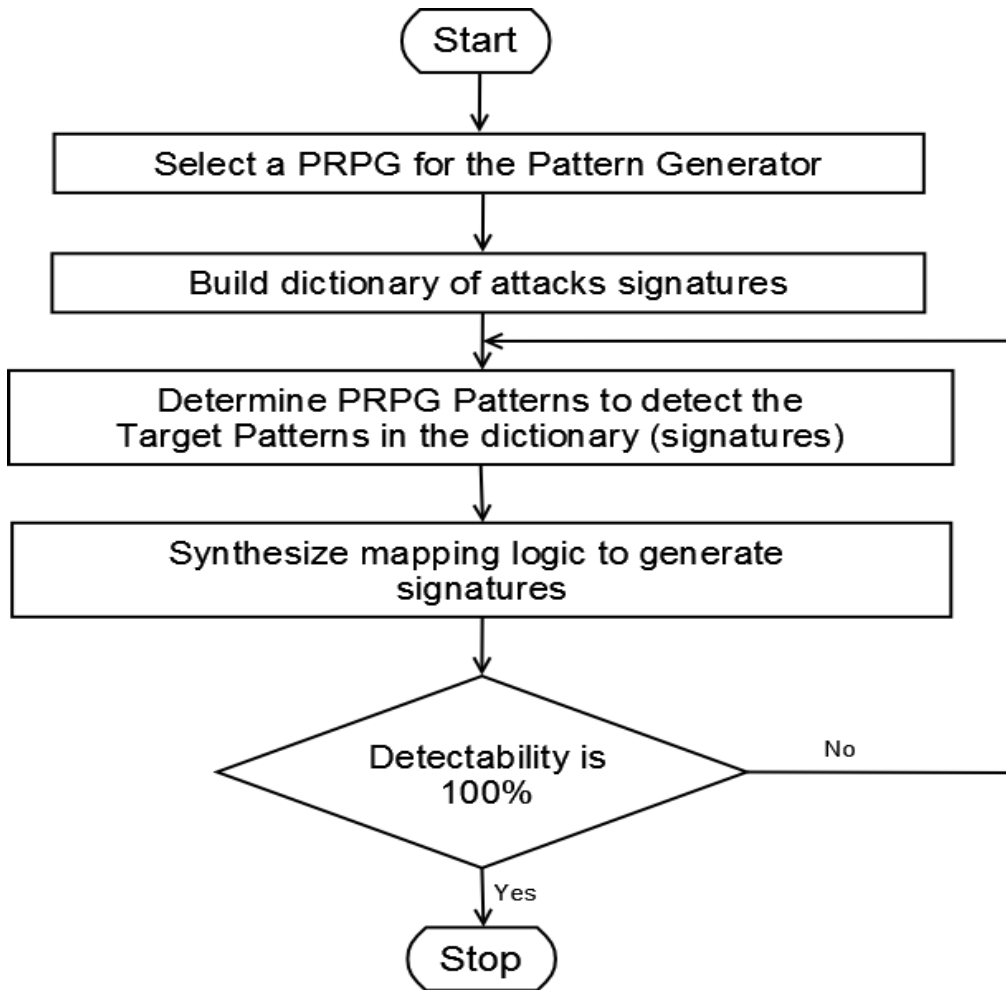 Start
Select a PRPG for the Pattern Generator
Build dictionary of attacks signatures
Determine PRPG Patterns to detect the
Target Patterns in the dictionary (signatures)
Synthesize mapping logic to generate
signatures
Detectability is
100%
No
Yes
Stop